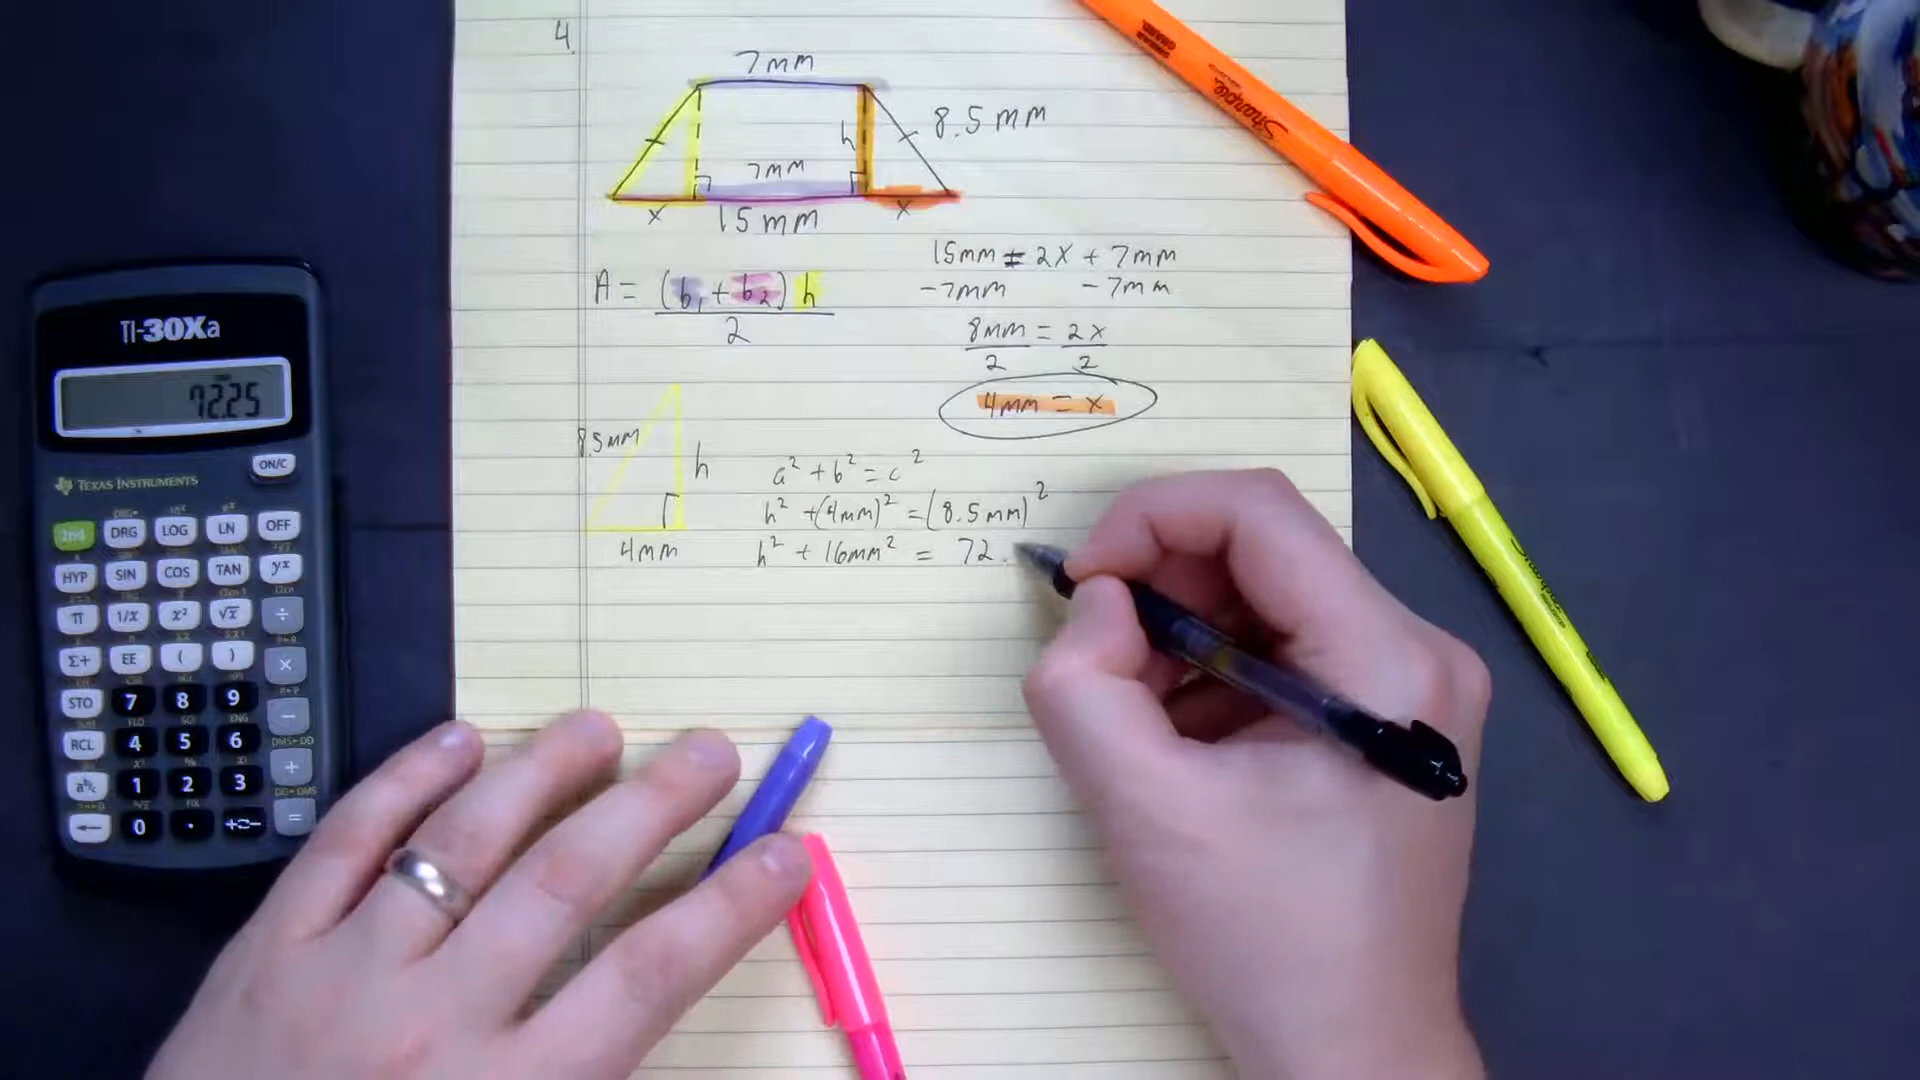 4.
7mm
8.5mm
h
7mm
x 15mm x
15mm = 2x + 7mm
-7mm -7mm
A = (b₁ + b₂) h
2
8mm = 2x
2 2
4mm = x
8.5mm
h
4mm
a² + b² = c²
h² + (4mm)² = (8.5mm)²
h² + 16mm² = 72.
Sharpie
TI-30Xa
72.25
TEXAS INSTRUMENTS
ON/C
2nd DRG LOG LN OFF
HYP SIN COS TAN yˣ
π 1/x x² √x ÷
Σ+ EE ( ) ×
STO 7 8 9 −
RCL 4 5 6 +
aᵇ/c 1 2 3 =
← 0 . +⇄−